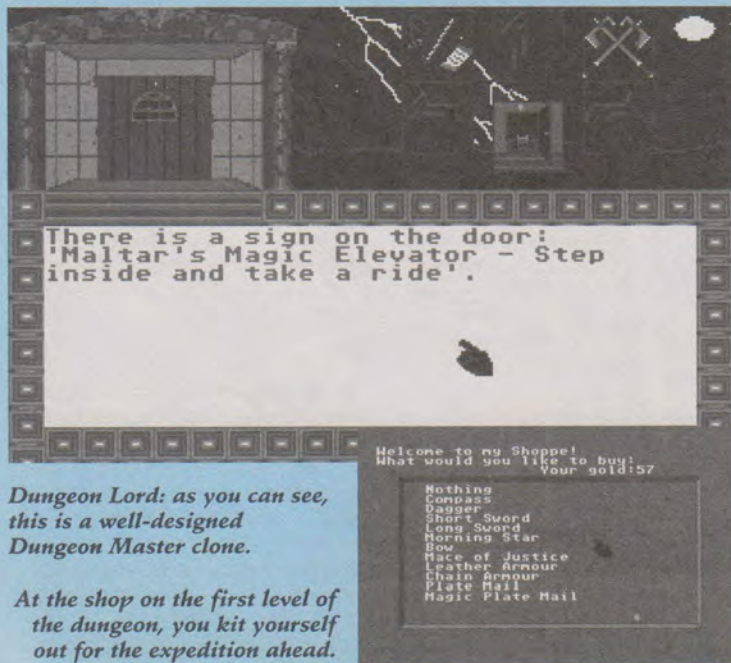 There is a sign on the door:
'Maltar's Magic Elevator - Step
inside and take a ride'.
Welcome to my Shoppe!
What would you like to buy:
Your gold:57
Nothing
Compass
Dagger
Short Sword
Long Sword
Morning Star
Bow
Mace of Justice
Leather Armour
Chain Armour
Plate Mail
Magic Plate Mail
Dungeon Lord: as you can see,
this is a well-designed
Dungeon Master clone.
At the shop on the first level of
the dungeon, you kit yourself
out for the expedition ahead.